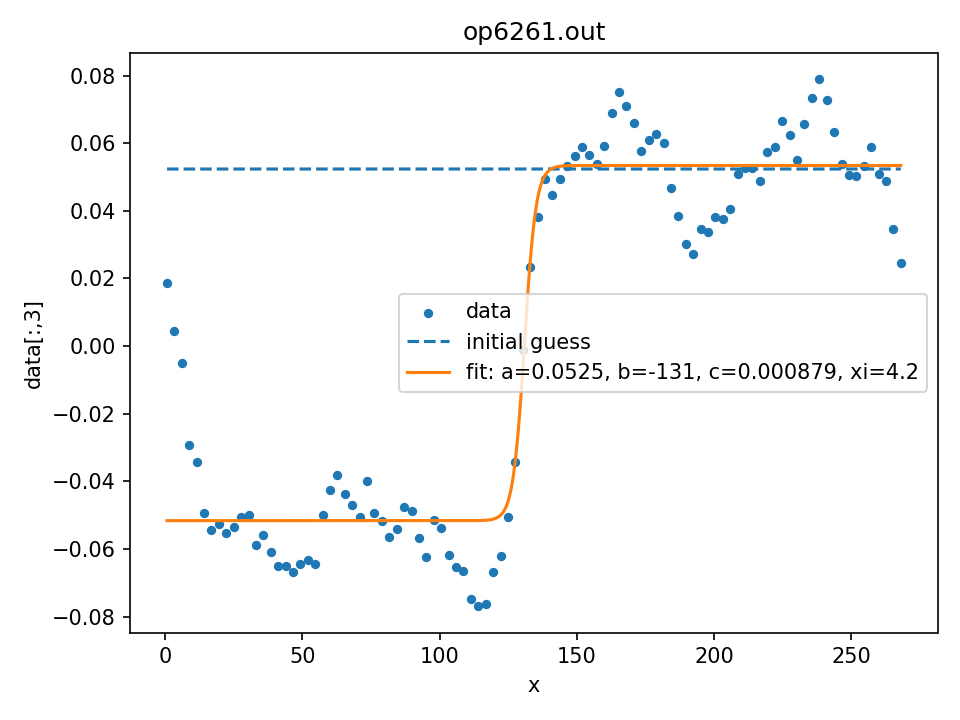 op6261.out
0.08
0.06
0.04
0.02
0.00
−0.02
−0.04
−0.06
−0.08
data[:,3]
data
initial guess
fit: a=0.0525, b=-131, c=0.000879, xi=4.2
0 50 100 150 200 250
x